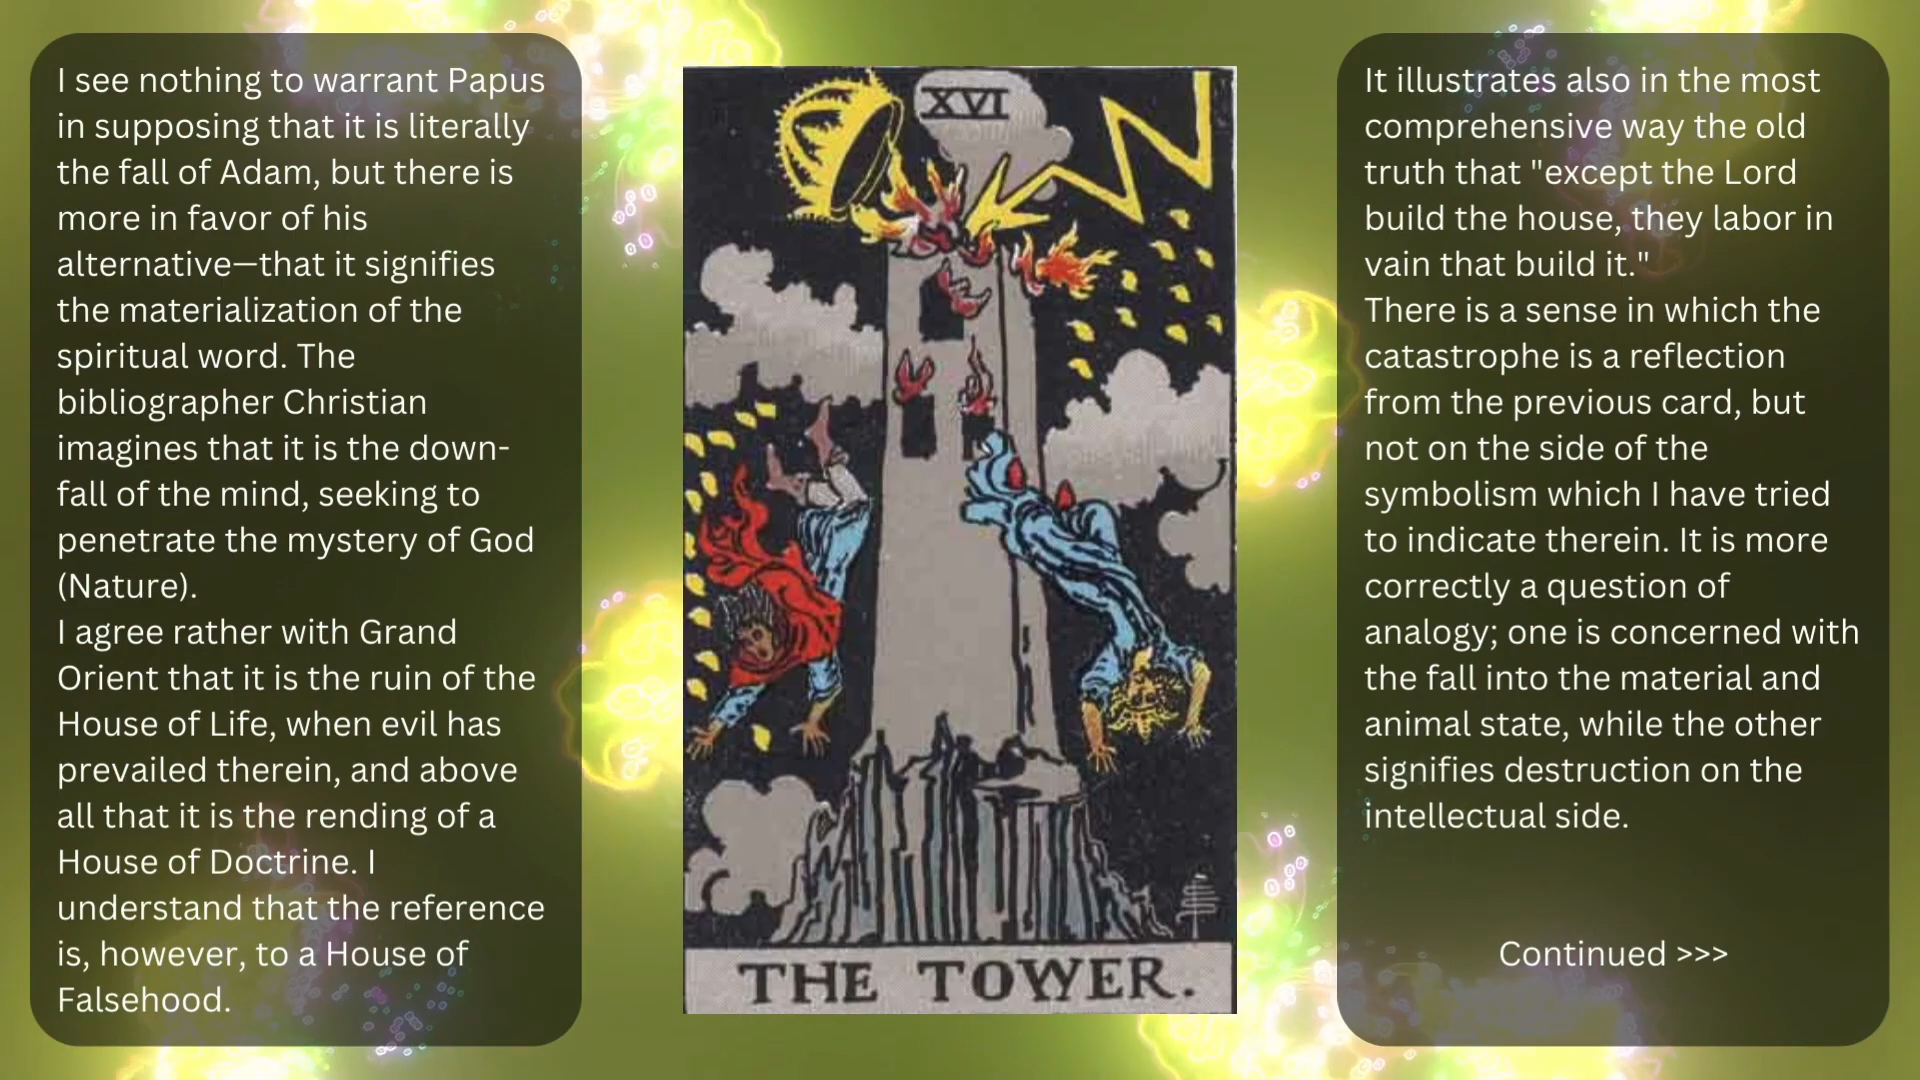 I see nothing to warrant Papus
in supposing that it is literally
the fall of Adam, but there is
more in favor of his
alternative—that it signifies
the materialization of the
spiritual word. The
bibliographer Christian
imagines that it is the down-
fall of the mind, seeking to
penetrate the mystery of God
(Nature).
I agree rather with Grand
Orient that it is the ruin of the
House of Life, when evil has
prevailed therein, and above
all that it is the rending of a
House of Doctrine. I
understand that the reference
is, however, to a House of
Falsehood.
XVI
THE TOWER.
It illustrates also in the most
comprehensive way the old
truth that "except the Lord
build the house, they labor in
vain that build it."
There is a sense in which the
catastrophe is a reflection
from the previous card, but
not on the side of the
symbolism which I have tried
to indicate therein. It is more
correctly a question of
analogy; one is concerned with
the fall into the material and
animal state, while the other
signifies destruction on the
intellectual side.
Continued >>>